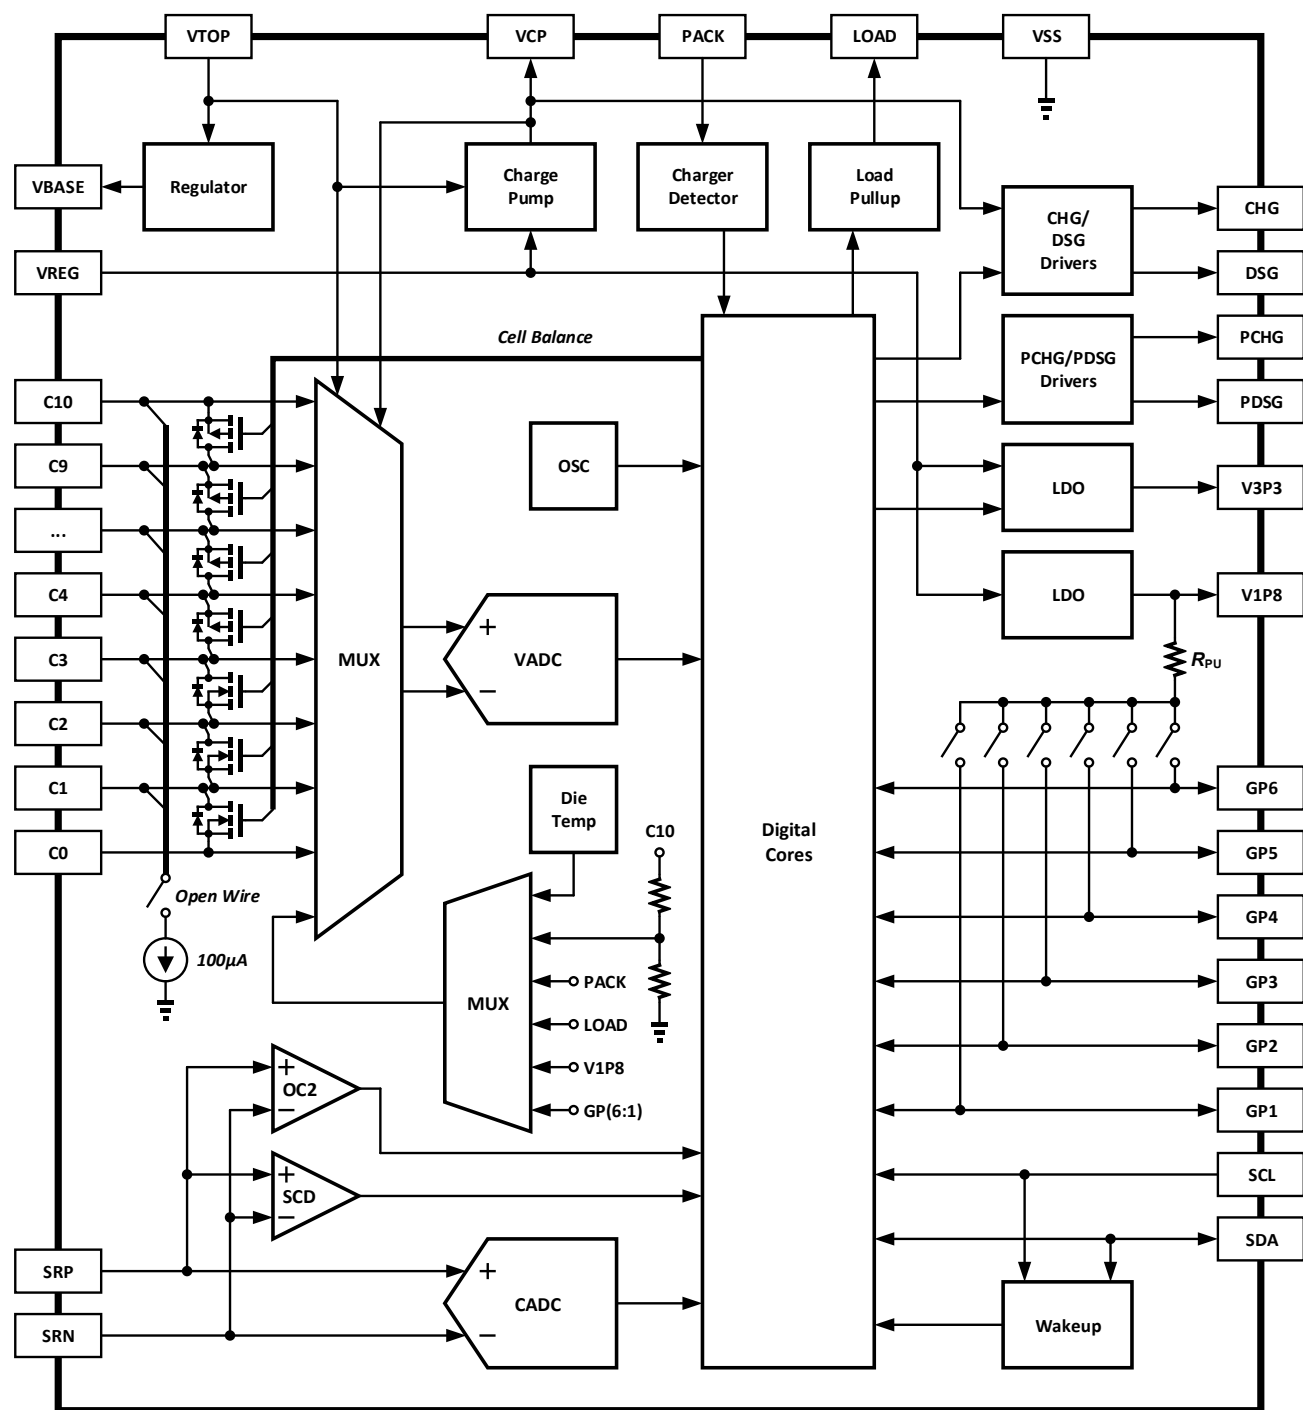 VTOP
VCP
PACK
LOAD
VSS
VBASE
Regulator
Charge
Pump
Charger
Detector
Load
Pullup
CHG/
DSG
Drivers
CHG
VREG
DSG
Cell Balance
PCHG/PDSG
Drivers
PCHG
PDSG
C10
C9
OSC
LDO
V3P3
...
C4
LDO
V1P8
C3
MUX
+
VADC
−
RPU
C2
C1
Die
Temp
C10
Digital
Cores
GP6
C0
GP5
Open Wire
GP4
100µA
MUX
PACK
GP3
LOAD
GP2
+
OC2
−
V1P8
GP(6:1)
GP1
+
SCD
−
SCL
SDA
SRP
+
CADC
−
SRN
Wakeup